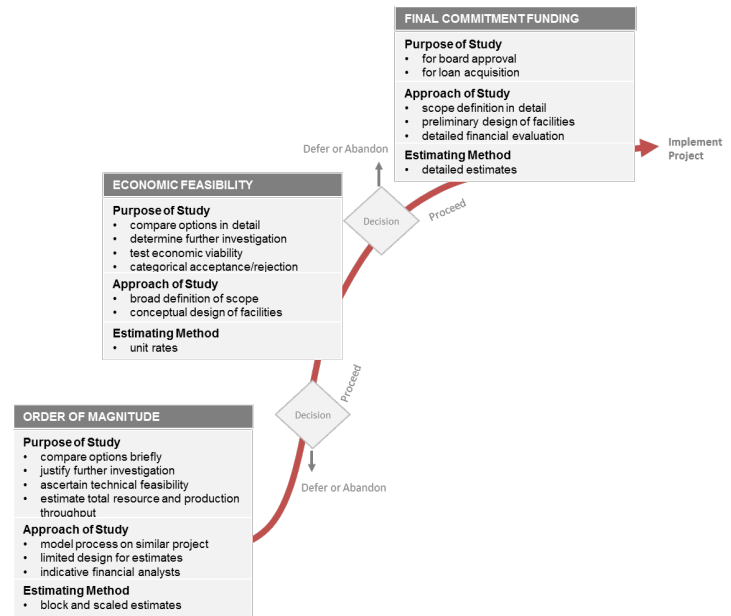 FINAL COMMITMENT FUNDING
Purpose of Study
• for board approval
• for loan acquisition
Approach of Study
• scope definition in detail
• preliminary design of facilities
• detailed financial evaluation
Estimating Method
• detailed estimates
Implement
Project
Defer or Abandon
Decision
Proceed
ECONOMIC FEASIBILITY
Purpose of Study
• compare options in detail
• determine further investigation
• test economic viability
• categorical acceptance/rejection
Approach of Study
• broad definition of scope
• conceptual design of facilities
Estimating Method
• unit rates
Proceed
Decision
Defer or Abandon
ORDER OF MAGNITUDE
Purpose of Study
• compare options briefly
• justify further investigation
• ascertain technical feasibility
• estimate total resource and production
throughput
Approach of Study
• model process on similar project
• limited design for estimates
• indicative financial analysts
Estimating Method
• block and scaled estimates